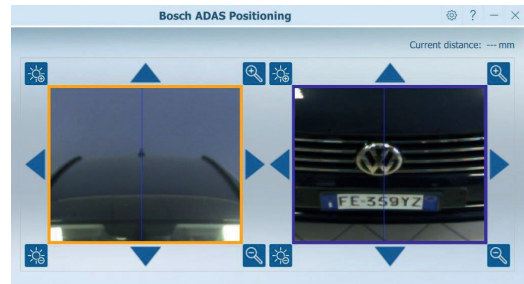 Bosch ADAS Positioning
?
Current distance: --- mm
FE-359YZ